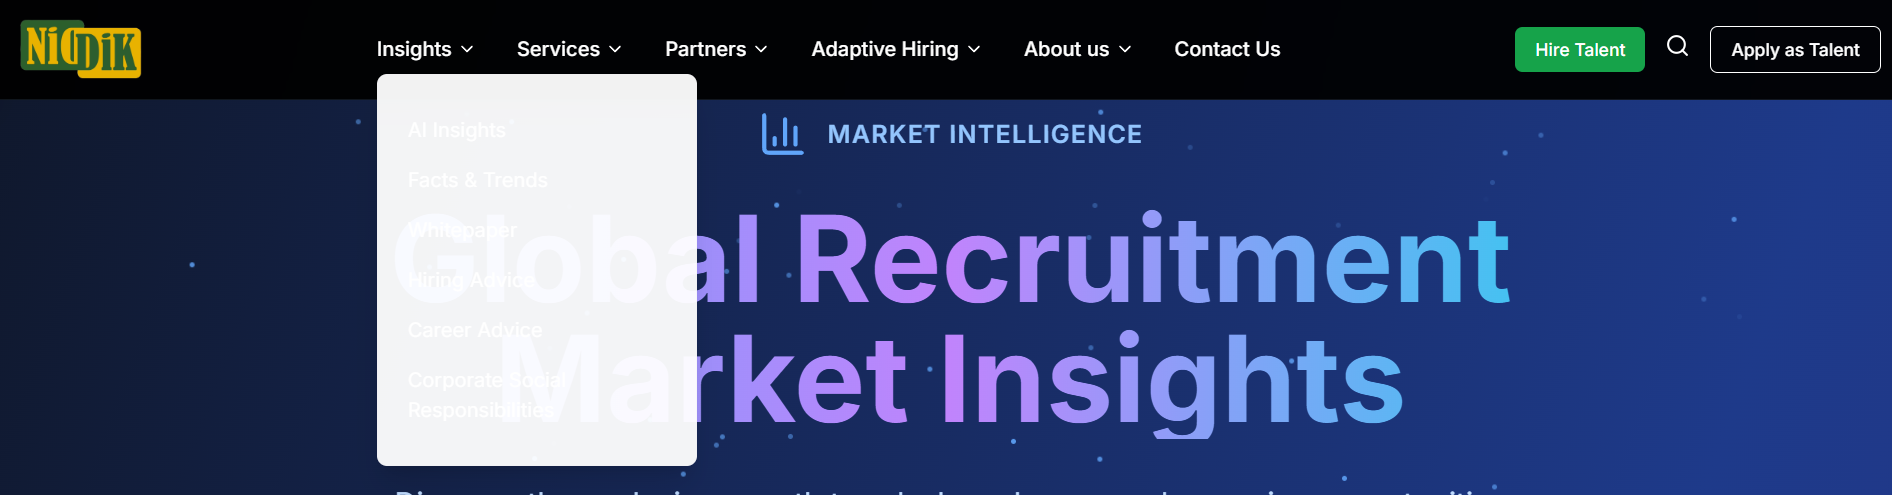 NiCDiK
Insights
Services
Partners
Adaptive Hiring
About us
Contact Us
Hire Talent
Apply as Talent
AI Insights
Facts & Trends
Whitepaper
Hiring Advice
Career Advice
Corporate Social
Responsibilities
MARKET INTELLIGENCE
Global Recruitment
Market Insights